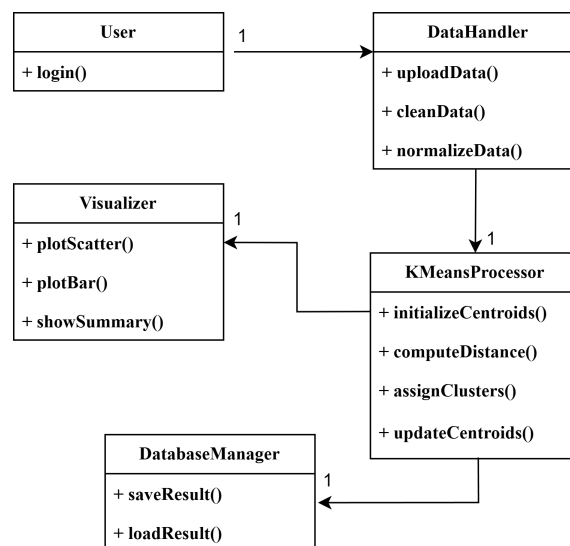 User
+ login()
1
DataHandler
+ uploadData()
+ cleanData()
+ normalizeData()
Visualizer
+ plotScatter()
+ plotBar()
+ showSummary()
1
1
KMeansProcessor
+ initializeCentroids()
+ computeDistance()
+ assignClusters()
+ updateCentroids()
DatabaseManager
+ saveResult()
+ loadResult()
1